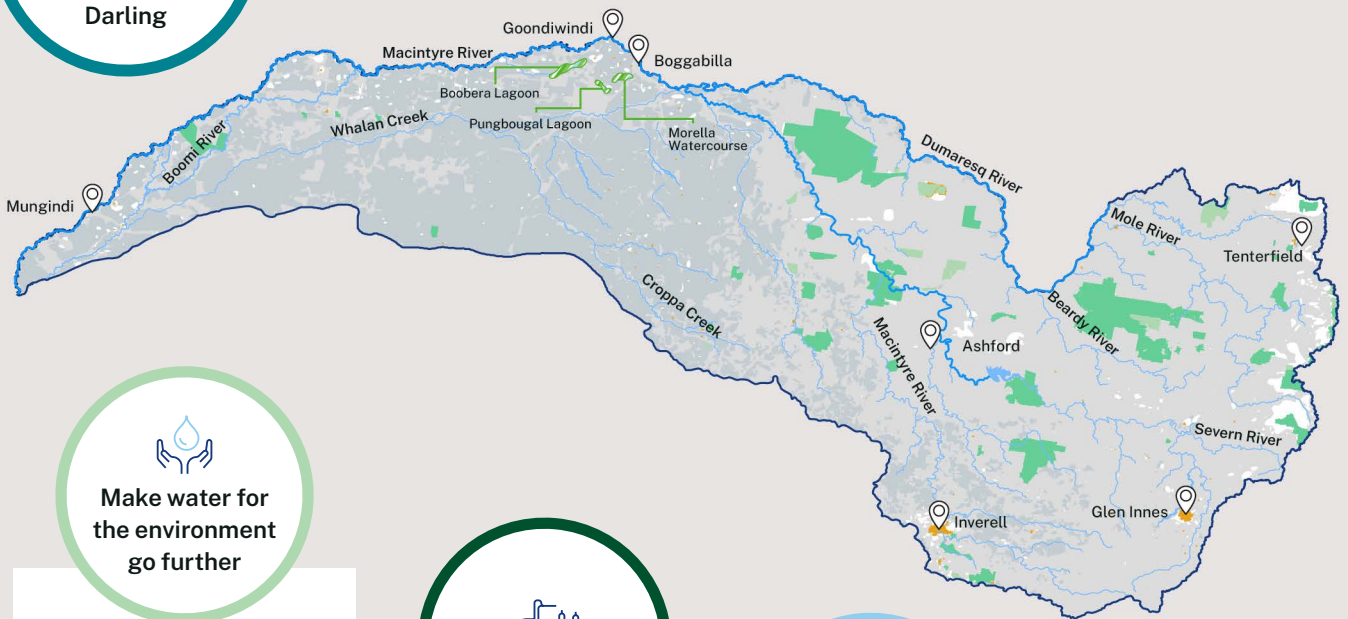 Darling
Goondiwindi
Macintyre River
Boggabilla
Boobera Lagoon
Pungbougal Lagoon
Morella
Watercourse
Whalan Creek
Boomi River
Mungindi
Dumaresq River
Mole River
Tenterfield
Croppa Creek
Beardy River
Macintyre River
Ashford
Severn River
Glen Innes
Inverell
Make water for
the environment
go further